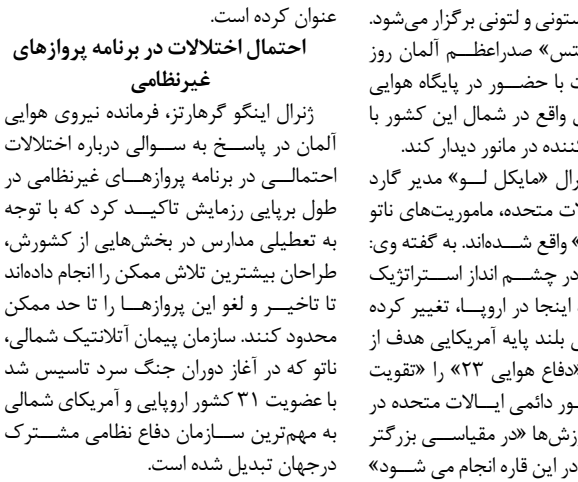 ستونی و لتونی برگزار می‌شود.
صدراعظم آلمان روز
با حضور در پایگاه هوایی
واقع در شمال این کشور با
در مانور دیدار کند.
«مایکل لو» مدیر گارد
متحده، ماموریت‌های ناتو
واقع شده‌اند. به گفته وی:
در چشم انداز استراتژیک
اینجا در اروپا، تغییر کرده
بلند پایه آمریکایی هدف از
«دفاع هوایی ۲۳» را «تقویت
دائمی ایالات متحده در
«در مقیاسی بزرگتر
در این قاره انجام می شود»
عنوان کرده است.
احتمال اختلالات در برنامه پروازهای
غیرنظامی
ژنرال اینگو گرهارتز، فرمانده نیروی هوایی
آلمان در پاسخ به سوالی درباره اختلالات
احتمالی در برنامه پروازهای غیرنظامی در
طول برپایی رزمایش تاکید کرد که با توجه
به تعطیلی مدارس در بخش‌هایی از کشورش،
طراحان بیشترین تلاش ممکن را انجام داده‌اند
تا تاخیر و لغو این پروازها را تا حد ممکن
محدود کنند. سازمان پیمان آتلانتیک شمالی،
ناتو که در آغاز دوران جنگ سرد تاسیس شد
با عضویت ۳۱ کشور اروپایی و آمریکای شمالی
به مهم‌ترین سازمان دفاع نظامی مشترک
درجهان تبدیل شده است.